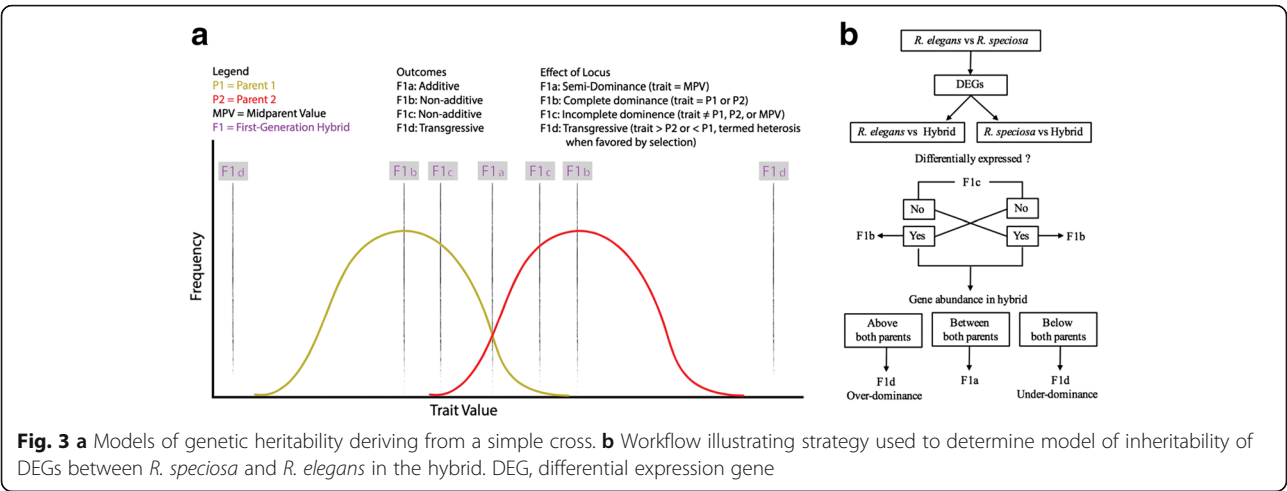 a
Legend
P1 = Parent 1
P2 = Parent 2
MPV = Midparent Value
F1 = First-Generation Hybrid
Outcomes
F1a: Additive
F1b: Non-additive
F1c: Non-additive
F1d: Transgressive
Effect of Locus
F1a: Semi-Dominance (trait = MPV)
F1b: Complete dominance (trait = P1 or P2)
F1c: Incomplete dominence (trait ≠ P1, P2, or MPV)
F1d: Transgressive (trait > P2 or < P1, termed heterosis
when favored by selection)
F1d
F1b
F1c
F1a
F1c
F1b
F1d
Frequency
Trait Value
b
R. elegans vs R. speciosa
DEGs
R. elegans vs Hybrid
R. speciosa vs Hybrid
Differentially expressed ?
F1c
No
No
F1b
Yes
Yes
F1b
Gene abundance in hybrid
Above
both parents
Between
both parents
Below
both parents
F1d
Over-dominance
F1a
F1d
Under-dominance
Fig. 3 a Models of genetic heritability deriving from a simple cross. b Workflow illustrating strategy used to determine model of inheritability of
DEGs between R. speciosa and R. elegans in the hybrid. DEG, differential expression gene